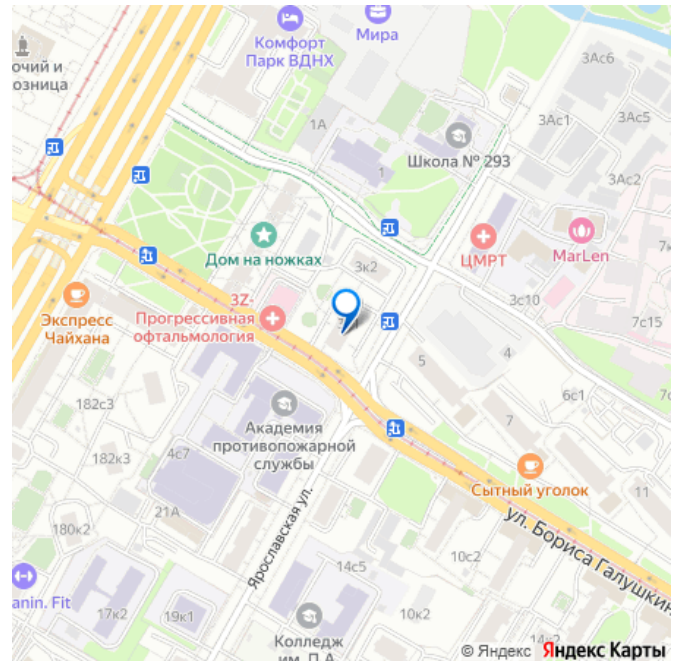 Комфорт
Парк ВДНХ
Мира
очий и
озница
3Ас6
1А
3Ас1
3Ас5
Школа № 293
1
3Ас2
Дом на ножках
ЦМРТ
MarLen
3к2
3Z-
Прогрессивная
офтальмология
Экспресс
Чайхана
3с10
7с15
5
4
182с3
6с1
Академия
противопожарной
службы
7
182к3
4с7
Сытный уголок
11
21А
ул. Бориса Галушкин
180к2
Ярославская ул.
10с2
14с5
anin. Fit
17к2
19к1
10к2
Колледж
им. П.А.
© Яндекс Яндекс Карты